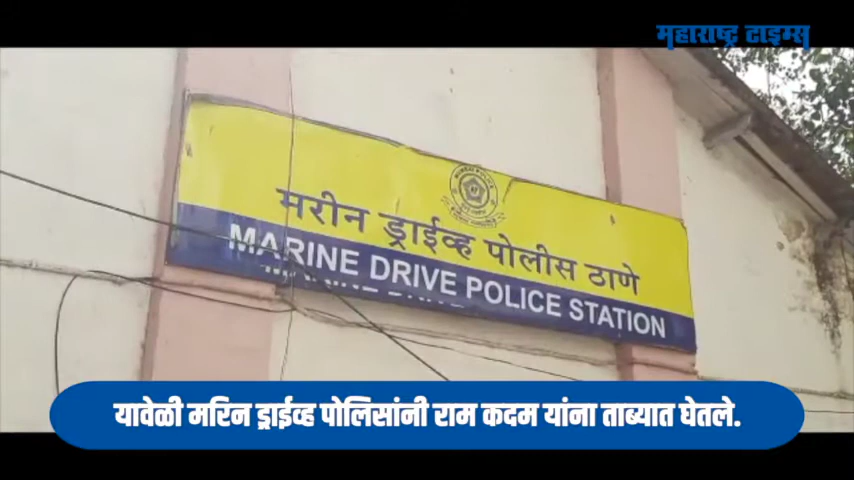 महाराष्ट्र टाइम्स
मरीन ड्राईव्ह पोलीस ठाणे
MARINE DRIVE POLICE STATION
यावेळी मरिन ड्राईव्ह पोलिसांनी राम कदम यांना ताब्यात घेतले.